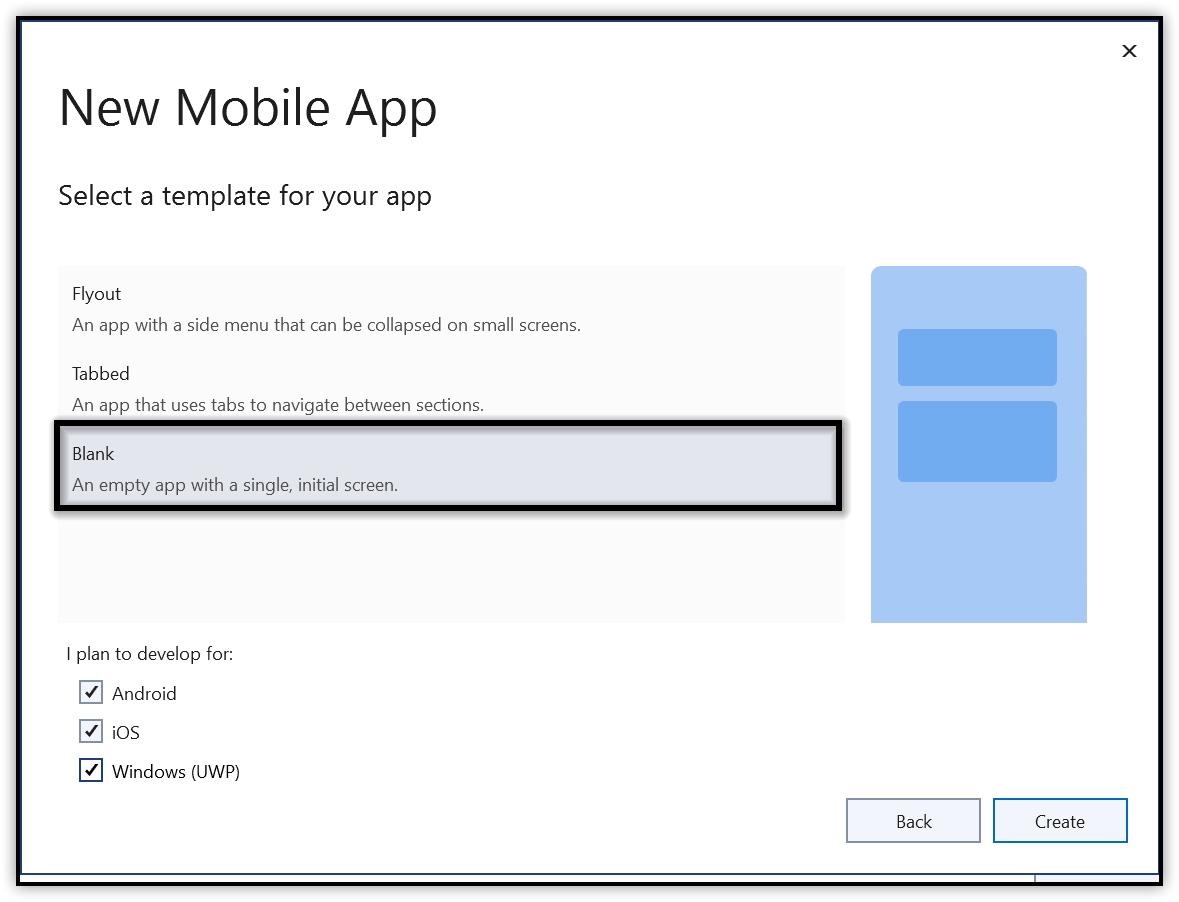 New Mobile App
Select a template for your app
Flyout
An app with a side menu that can be collapsed on small screens.
Tabbed
An app that uses tabs to navigate between sections.
Blank
An empty app with a single, initial screen.
I plan to develop for:
Android
iOS
Windows (UWP)
Back
Create